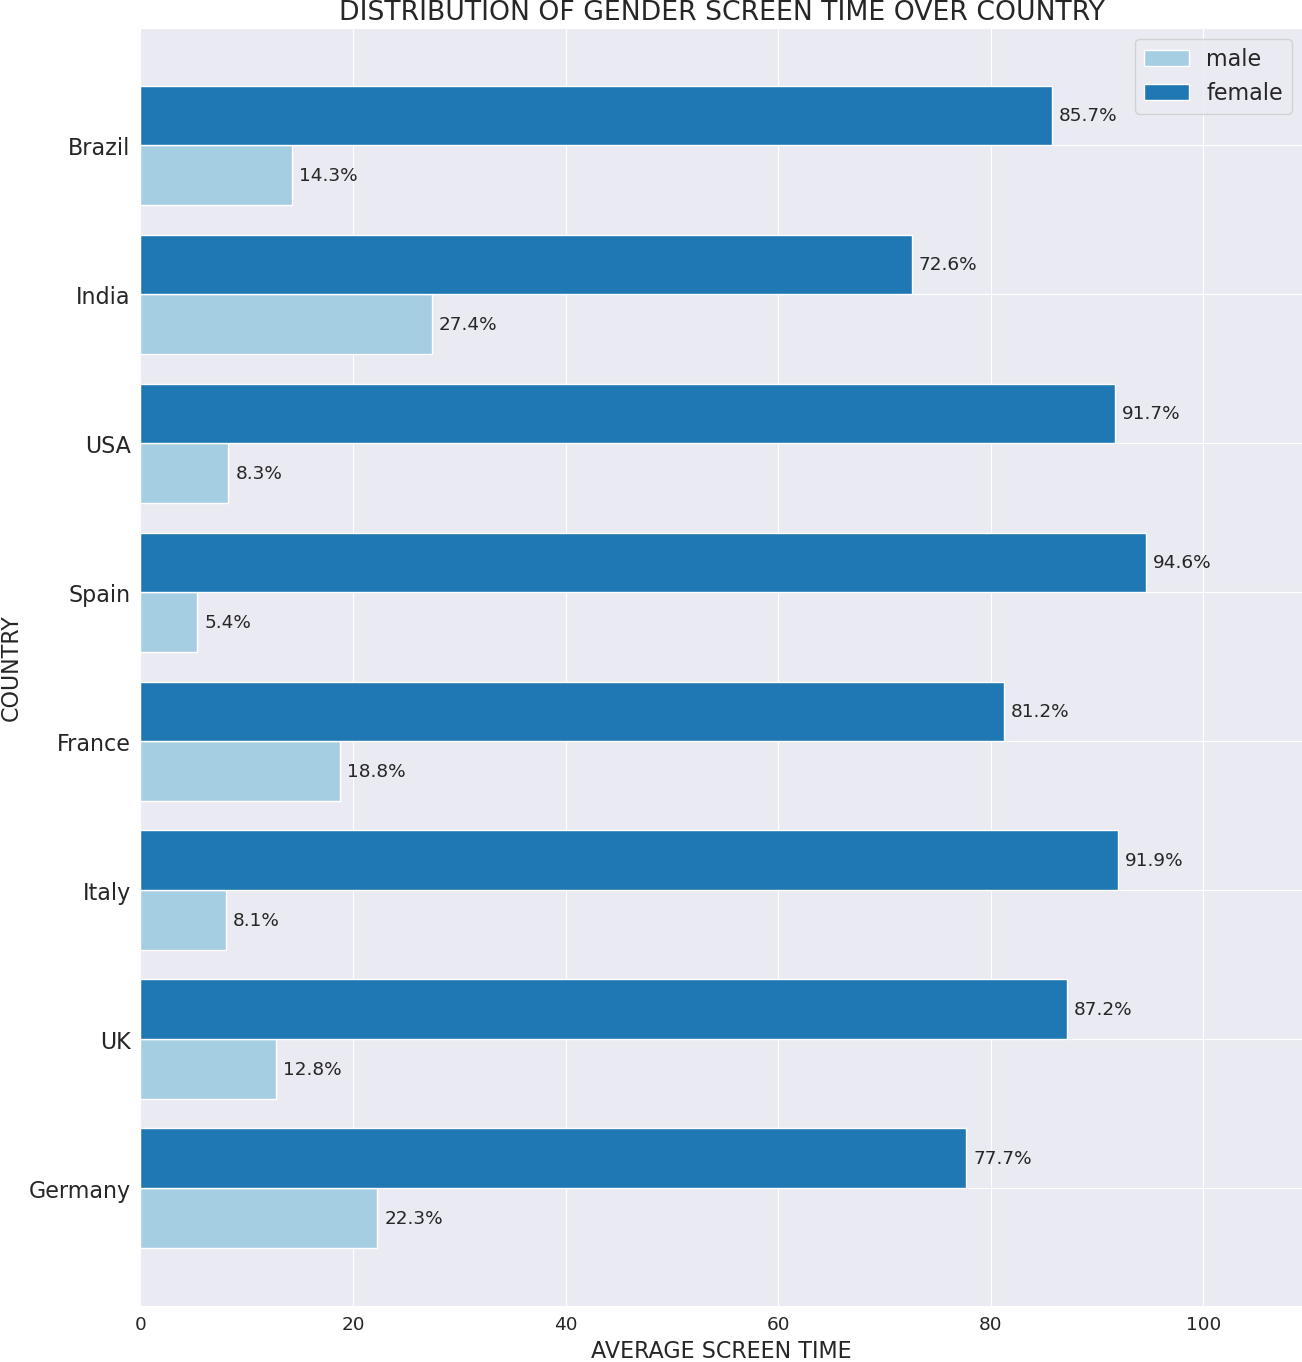 DISTRIBUTION OF GENDER SCREEN TIME OVER COUNTRY
male
female
Brazil
85.7%
14.3%
India
72.6%
27.4%
USA
91.7%
8.3%
Spain
94.6%
5.4%
France
81.2%
18.8%
Italy
91.9%
8.1%
UK
87.2%
12.8%
Germany
77.7%
22.3%
COUNTRY
0 20 40 60 80 100
AVERAGE SCREEN TIME